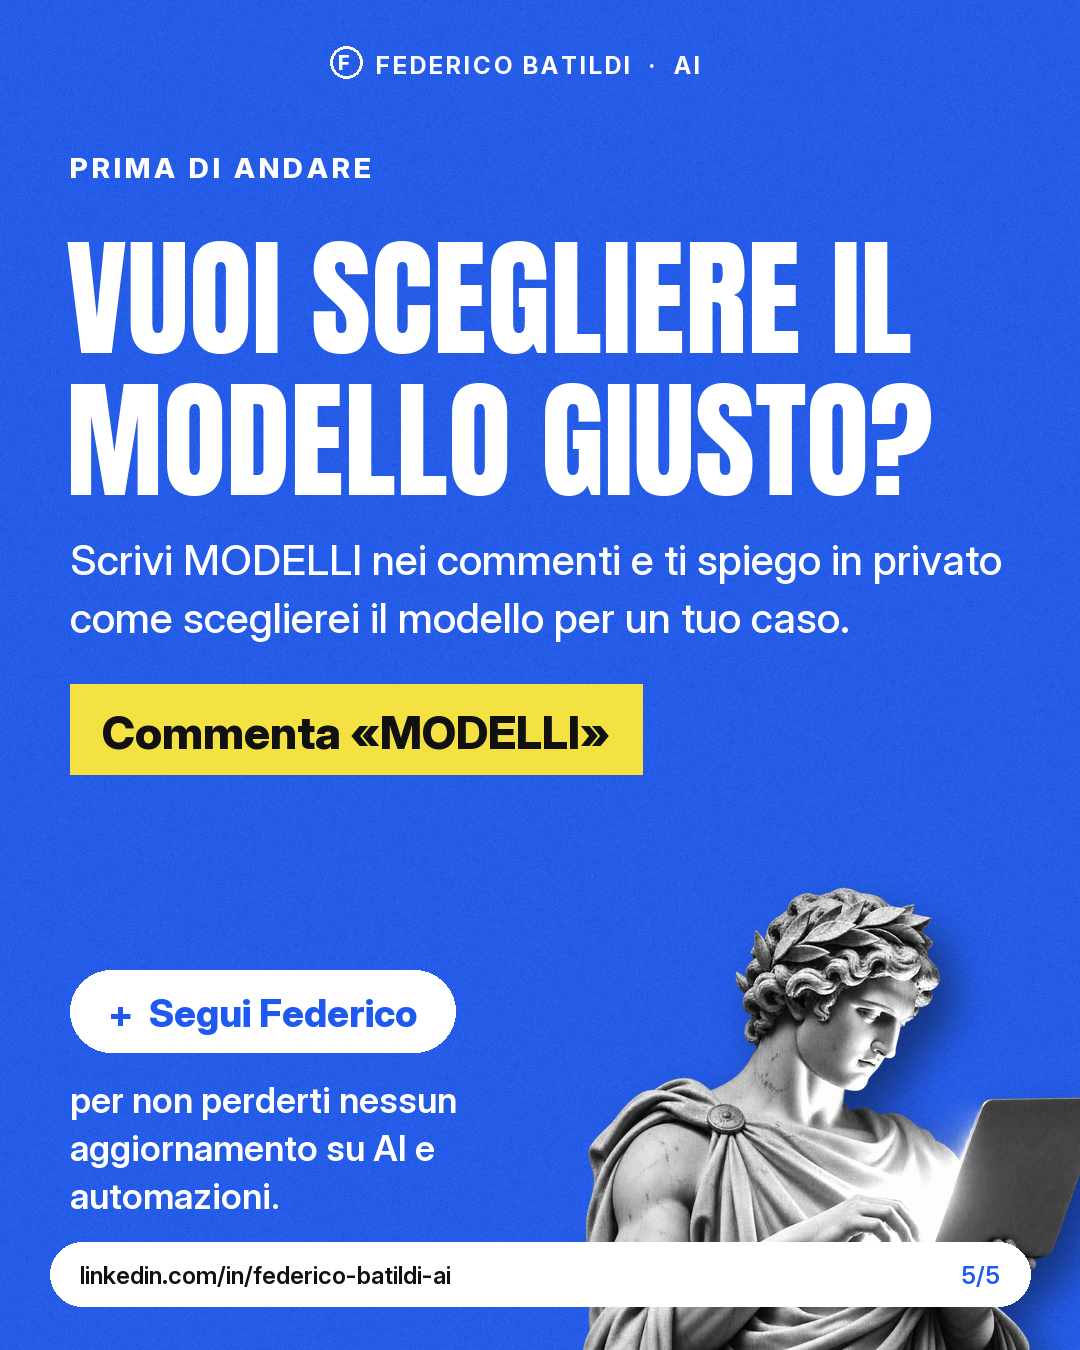 F FEDERICO BATILDI · AI
PRIMA DI ANDARE
VUOI SCEGLIERE IL
MODELLO GIUSTO?
Scrivi MODELLI nei commenti e ti spiego in privato
come sceglierei il modello per un tuo caso.
Commenta «MODELLI»
+ Segui Federico
per non perderti nessun
aggiornamento su AI e
automazioni.
linkedin.com/in/federico-batildi-ai 5/5